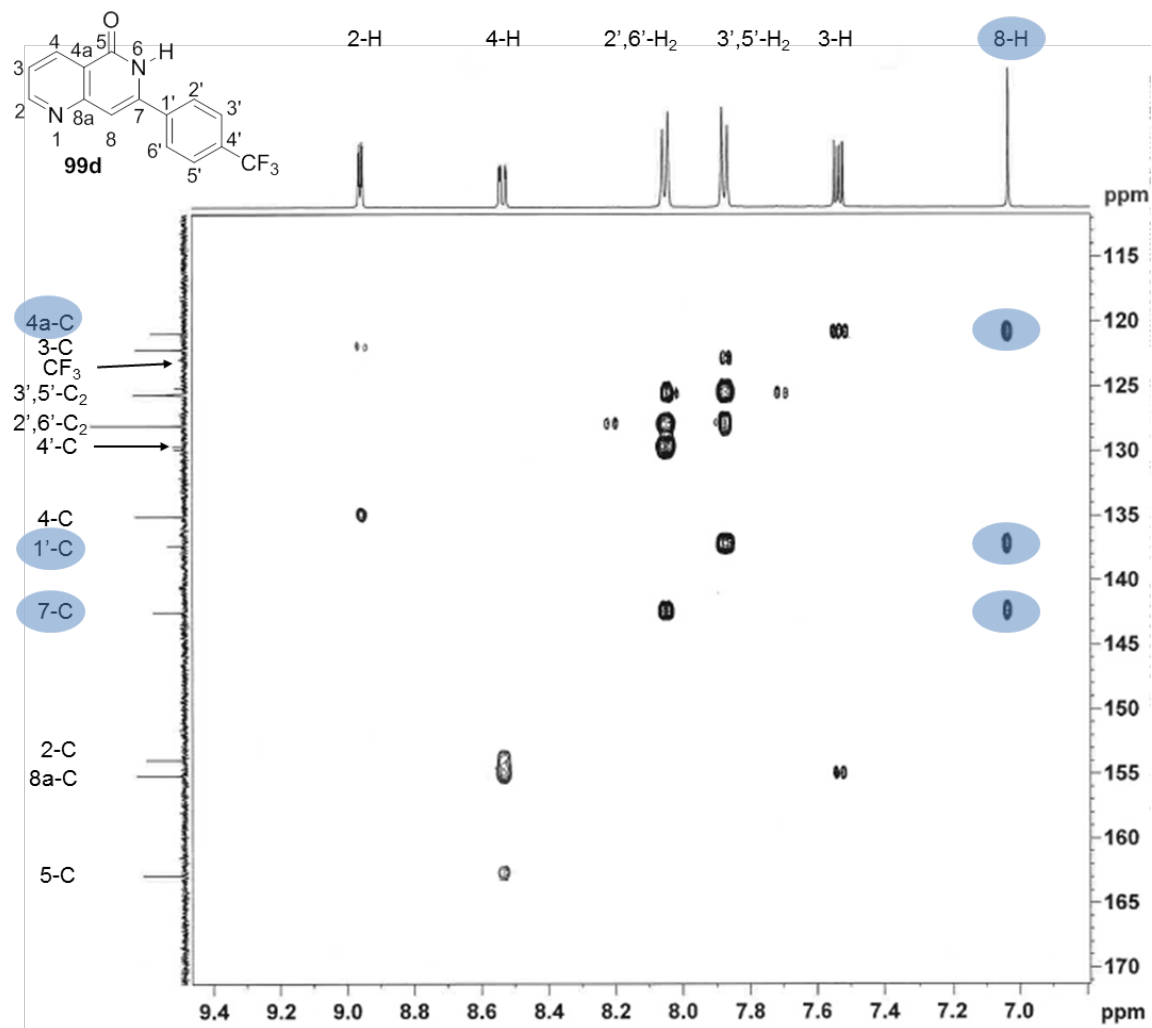 O
4 4a 5 6 H
3 N 2' 3'
2 N 8a 7 1' 4'
1 8 6' 5' CF₃
99d
2-H 4-H 2',6'-H₂ 3',5'-H₂ 3-H 8-H
ppm
115
120
125
130
135
140
145
150
155
160
165
170
4a-C
3-C
CF₃
3',5'-C₂
2',6'-C₂
4'-C
4-C
1'-C
7-C
2-C
8a-C
5-C
9.4 9.2 9.0 8.8 8.6 8.4 8.2 8.0 7.8 7.6 7.4 7.2 7.0 ppm